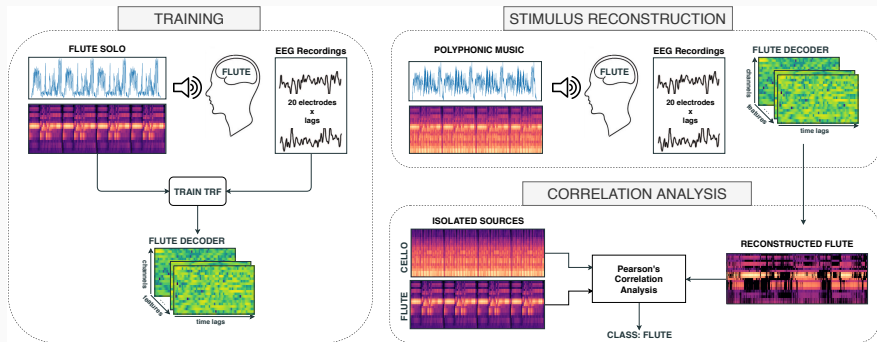 TRAINING
FLUTE SOLO
EEG Recordings
FLUTE
20 electrodes
x
lags
TRAIN TRF
FLUTE DECODER
channels
features
time lags
STIMULUS RECONSTRUCTION
POLYPHONIC MUSIC
EEG Recordings
FLUTE DECODER
FLUTE
20 electrodes
x
lags
channels
features
time lags
CORRELATION ANALYSIS
ISOLATED SOURCES
CELLO
FLUTE
Pearson's
Correlation
Analysis
RECONSTRUCTED FLUTE
CLASS: FLUTE